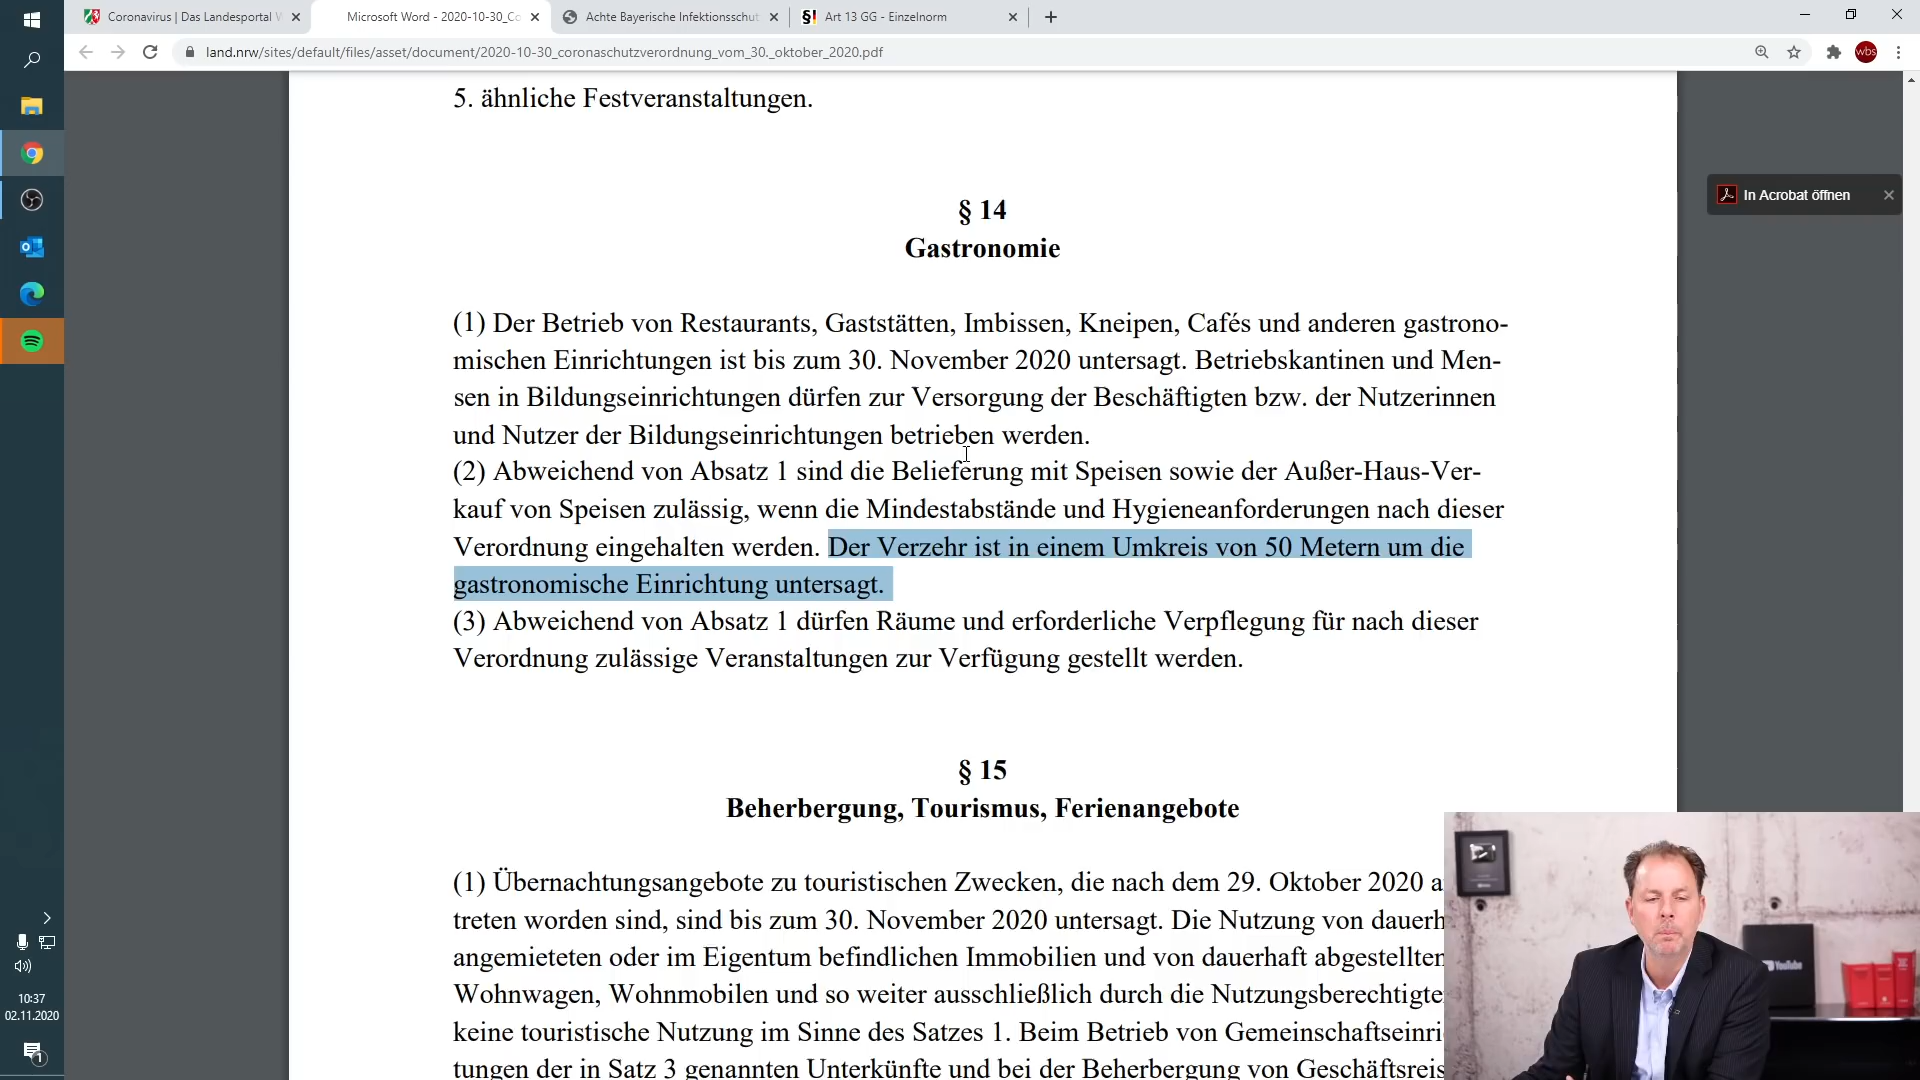 Coronavirus | Das Landesportal W
Microsoft Word - 2020-10-30_Co
Achte Bayerische Infektionsschut
§! Art 13 GG - Einzelnorm
land.nrw/sites/default/files/asset/document/2020-10-30_coronaschutzverordnung_vom_30._oktober_2020.pdf
wbs
In Acrobat öffnen
5. ähnliche Festveranstaltungen.
§ 14
Gastronomie
(1) Der Betrieb von Restaurants, Gaststätten, Imbissen, Kneipen, Cafés und anderen gastrono-
mischen Einrichtungen ist bis zum 30. November 2020 untersagt. Betriebskantinen und Men-
sen in Bildungseinrichtungen dürfen zur Versorgung der Beschäftigten bzw. der Nutzerinnen
und Nutzer der Bildungseinrichtungen betrieben werden.
(2) Abweichend von Absatz 1 sind die Belieferung mit Speisen sowie der Außer-Haus-Ver-
kauf von Speisen zulässig, wenn die Mindestabstände und Hygieneanforderungen nach dieser
Verordnung eingehalten werden. Der Verzehr ist in einem Umkreis von 50 Metern um die
gastronomische Einrichtung untersagt.
(3) Abweichend von Absatz 1 dürfen Räume und erforderliche Verpflegung für nach dieser
Verordnung zulässige Veranstaltungen zur Verfügung gestellt werden.
§ 15
Beherbergung, Tourismus, Ferienangebote
(1) Übernachtungsangebote zu touristischen Zwecken, die nach dem 29. Oktober 2020 a
treten worden sind, sind bis zum 30. November 2020 untersagt. Die Nutzung von dauerh
angemieteten oder im Eigentum befindlichen Immobilien und von dauerhaft abgestellten
Wohnwagen, Wohnmobilen und so weiter ausschließlich durch die Nutzungsberechtigte
keine touristische Nutzung im Sinne des Satzes 1. Beim Betrieb von Gemeinschaftseinri
tungen der in Satz 3 genannten Unterkünfte und bei der Beherbergung von Geschäftsreis
YouTube
10:37
02.11.2020
1